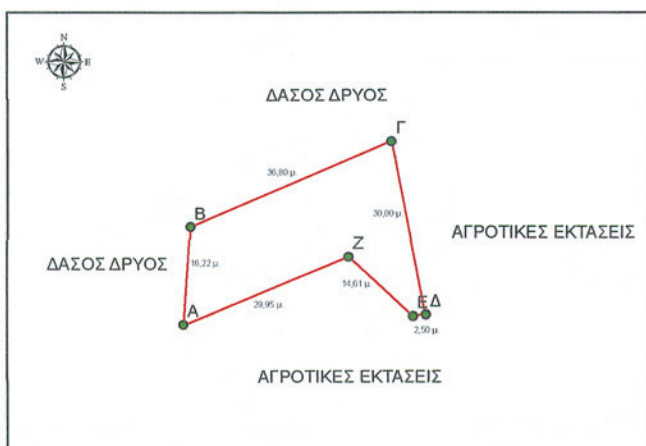 N
W E
S
ΔΑΣΟΣ ΔΡΥΟΣ
Γ
36,80 μ.
Β
30,00 μ.
ΑΓΡΟΤΙΚΕΣ ΕΚΤΑΣΕΙΣ
Ζ
ΔΑΣΟΣ ΔΡΥΟΣ
16,22 μ.
14,61 μ.
29,95 μ.
Α
Ε Δ
2,50 μ.
ΑΓΡΟΤΙΚΕΣ ΕΚΤΑΣΕΙΣ